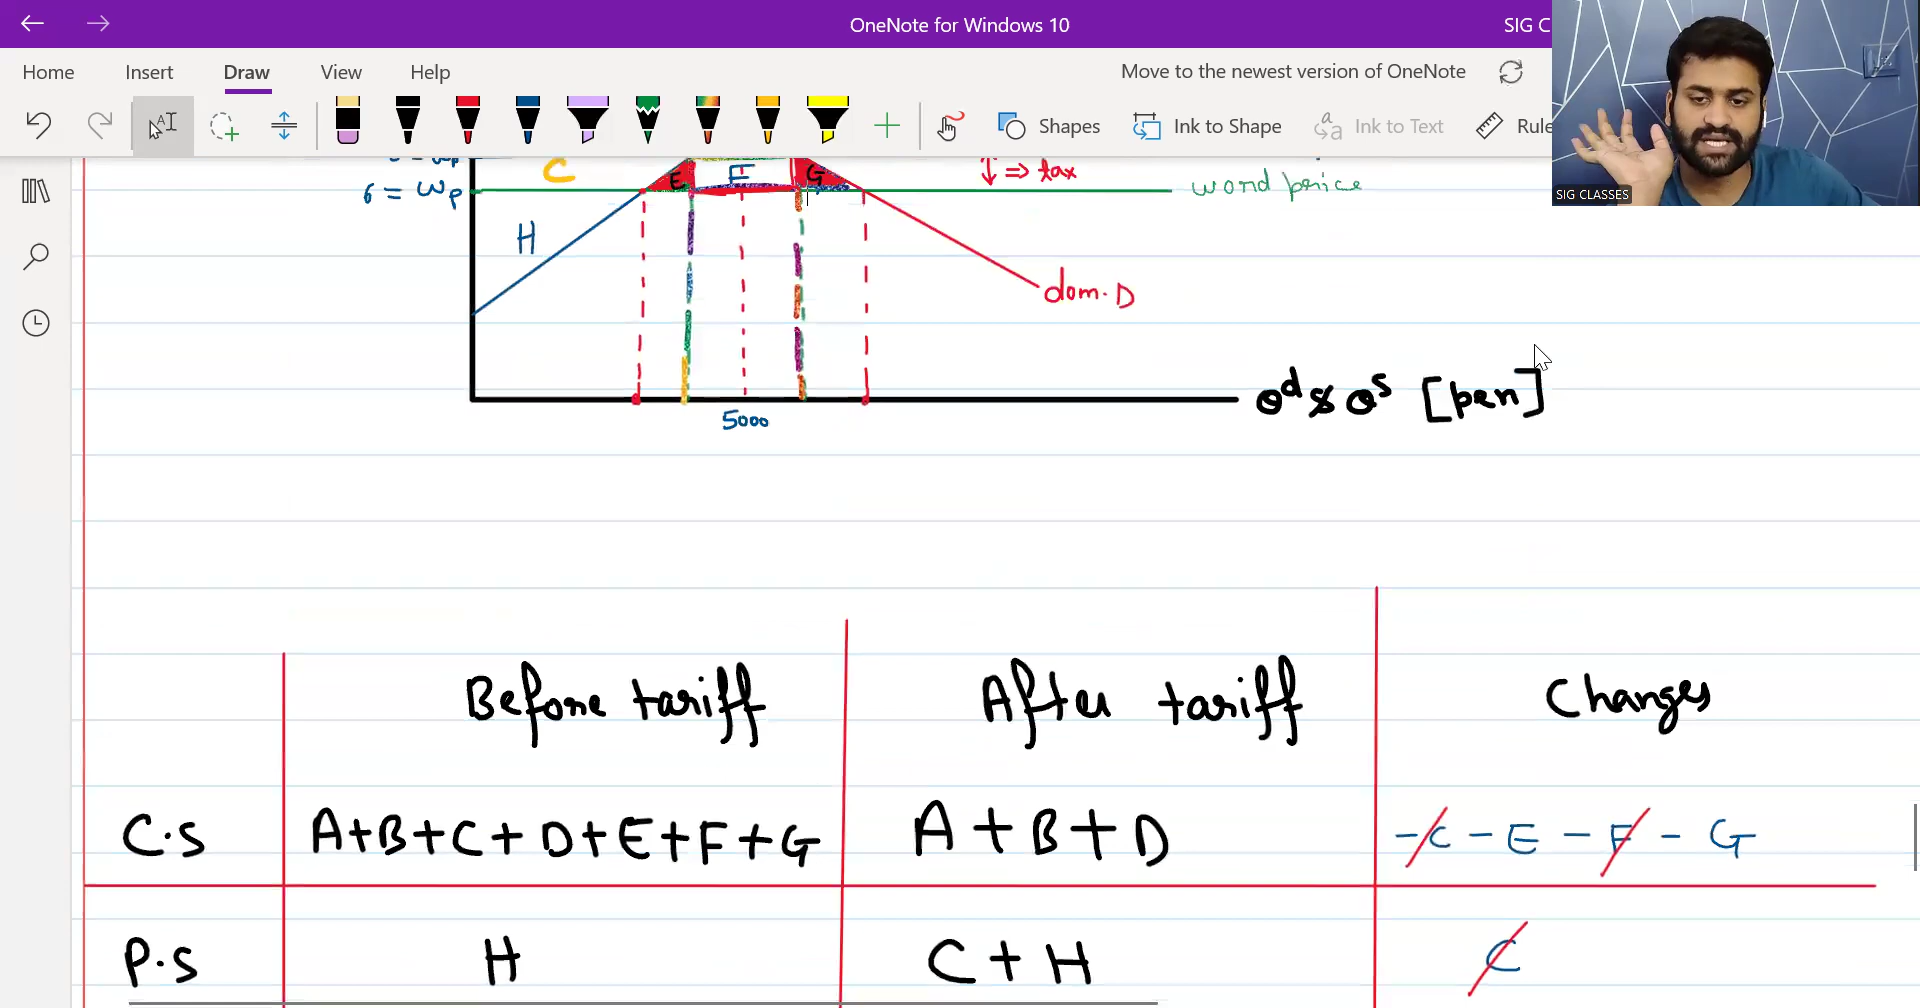 OneNote for Windows 10
SIG C
Home Insert Draw View Help
Move to the newest version of OneNote
Shapes Ink to Shape Ink to Text Rule
SIG CLASSES
C E F G => tax
6 = Wp word price
H
dom. D
5000
Qd & Qs [pen]
Before tariff After tariff Changes
C.S A+B+C+D+E+F+G A+B+D -C-E-F-G
P.S H C+H C